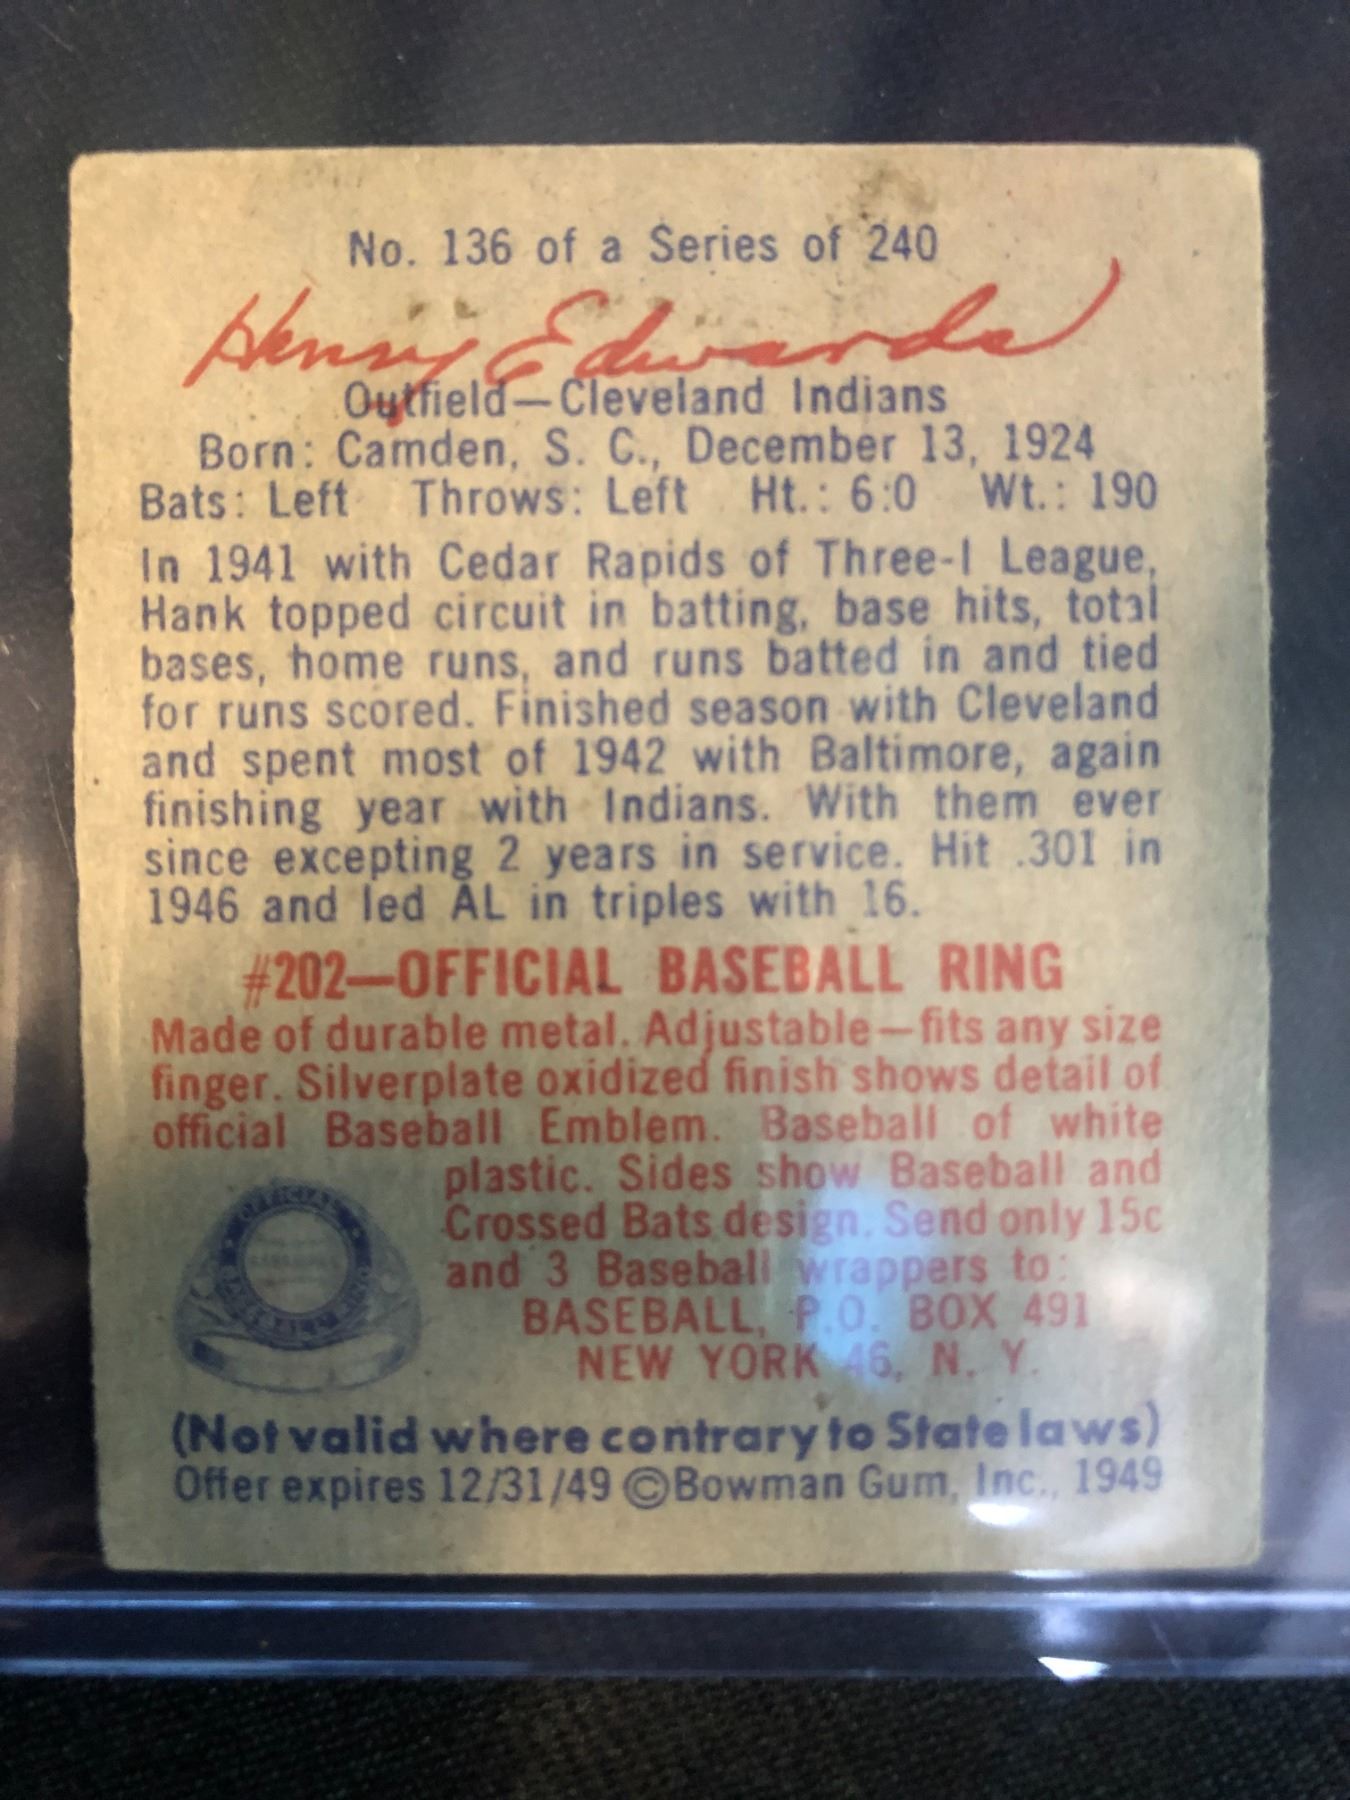 No. 136 of a Series of 240
Henry Edwards
Outfield—Cleveland Indians
Born: Camden, S. C., December 13, 1924
Bats: Left Throws: Left Ht.: 6:0 Wt.: 190
In 1941 with Cedar Rapids of Three-I League,
Hank topped circuit in batting, base hits, total
bases, home runs, and runs batted in and tied
for runs scored. Finished season with Cleveland
and spent most of 1942 with Baltimore, again
finishing year with Indians. With them ever
since excepting 2 years in service. Hit .301 in
1946 and led AL in triples with 16.
#202—OFFICIAL BASEBALL RING
Made of durable metal. Adjustable—fits any size
finger. Silverplate oxidized finish shows detail of
official Baseball Emblem. Baseball of white
plastic. Sides show Baseball and
Crossed Bats design. Send only 15c
and 3 Baseball wrappers to:
BASEBALL, P.O. BOX 491
NEW YORK 46, N. Y.
OFFICIAL
(Not valid where contrary to State laws)
Offer expires 12/31/49 ©Bowman Gum, Inc., 1949